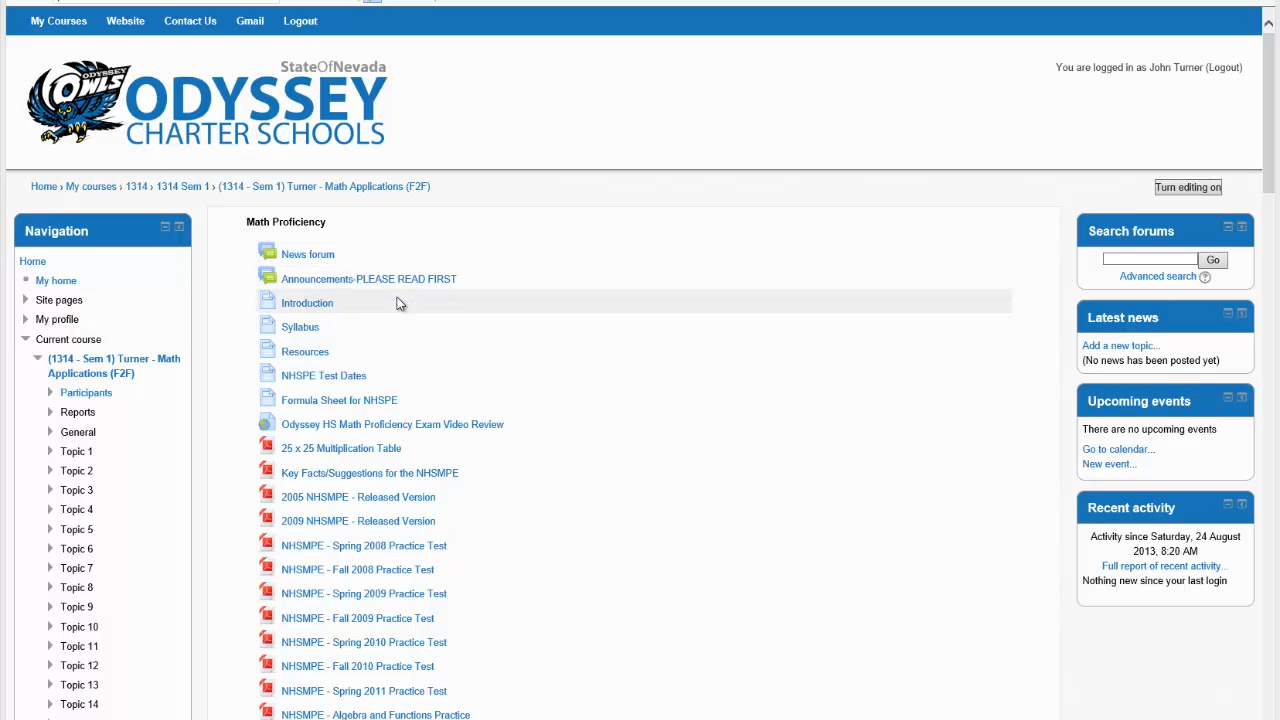 My Courses Website Contact Us Gmail Logout
ODYSSEY
OWLS
StateOfNevada
ODYSSEY
CHARTER SCHOOLS
You are logged in as John Turner (Logout)
Home › My courses › 1314 › 1314 Sem 1 › (1314 - Sem 1) Turner - Math Applications (F2F)
Turn editing on
Navigation
Home
My home
Site pages
My profile
Current course
(1314 - Sem 1) Turner - Math
Applications (F2F)
Participants
Reports
General
Topic 1
Topic 2
Topic 3
Topic 4
Topic 5
Topic 6
Topic 7
Topic 8
Topic 9
Topic 10
Topic 11
Topic 12
Topic 13
Topic 14
Math Proficiency
News forum
Announcements-PLEASE READ FIRST
Introduction
Syllabus
Resources
NHSPE Test Dates
Formula Sheet for NHSPE
Odyssey HS Math Proficiency Exam Video Review
25 x 25 Multiplication Table
Key Facts/Suggestions for the NHSMPE
2005 NHSMPE - Released Version
2009 NHSMPE - Released Version
NHSMPE - Spring 2008 Practice Test
NHSMPE - Fall 2008 Practice Test
NHSMPE - Spring 2009 Practice Test
NHSMPE - Fall 2009 Practice Test
NHSMPE - Spring 2010 Practice Test
NHSMPE - Fall 2010 Practice Test
NHSMPE - Spring 2011 Practice Test
NHSMPE - Algebra and Functions Practice
Search forums
Go
Advanced search ?
Latest news
Add a new topic...
(No news has been posted yet)
Upcoming events
There are no upcoming events
Go to calendar...
New event...
Recent activity
Activity since Saturday, 24 August
2013, 8:20 AM
Full report of recent activity...
Nothing new since your last login